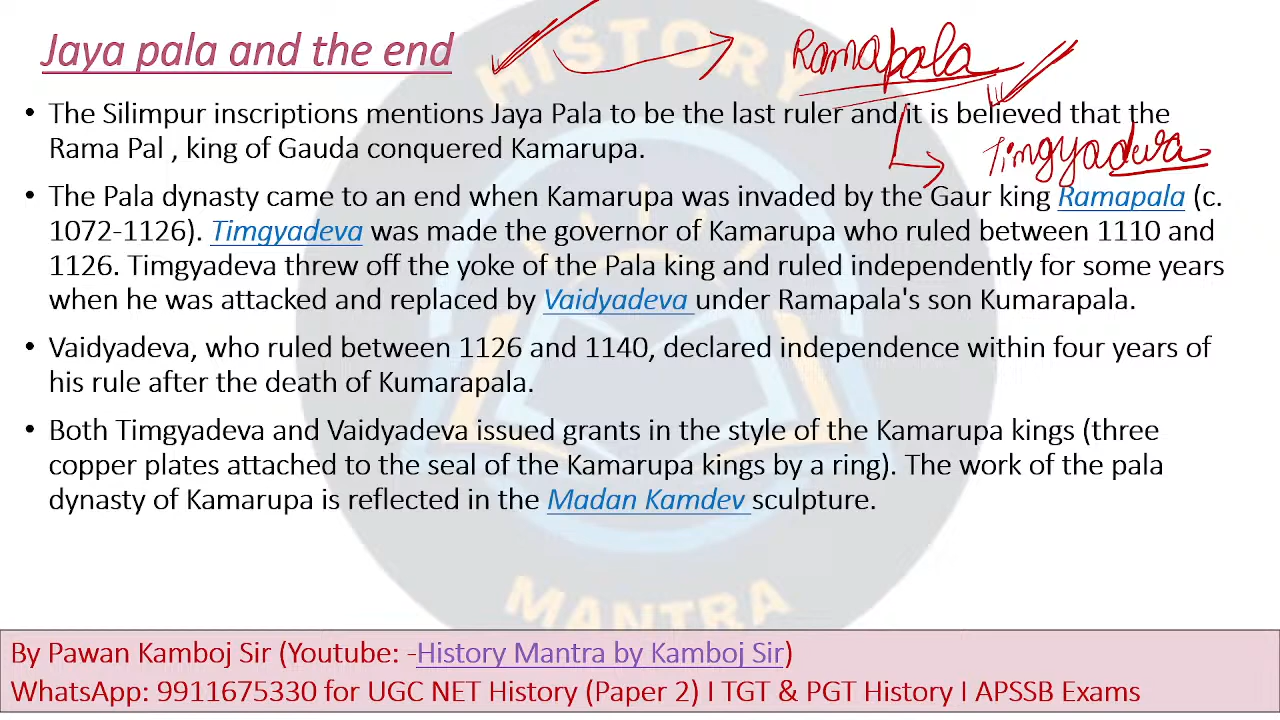 Jaya pala and the end
Ramapala
Timgyadeva
• The Silimpur inscriptions mentions Jaya Pala to be the last ruler and it is believed that the
Rama Pal , king of Gauda conquered Kamarupa.
• The Pala dynasty came to an end when Kamarupa was invaded by the Gaur king Ramapala (c.
1072-1126). Timgyadeva was made the governor of Kamarupa who ruled between 1110 and
1126. Timgyadeva threw off the yoke of the Pala king and ruled independently for some years
when he was attacked and replaced by Vaidyadeva under Ramapala's son Kumarapala.
• Vaidyadeva, who ruled between 1126 and 1140, declared independence within four years of
his rule after the death of Kumarapala.
• Both Timgyadeva and Vaidyadeva issued grants in the style of the Kamarupa kings (three
copper plates attached to the seal of the Kamarupa kings by a ring). The work of the pala
dynasty of Kamarupa is reflected in the Madan Kamdev sculpture.
HISTORY
MANTRA
By Pawan Kamboj Sir (Youtube: -History Mantra by Kamboj Sir)
WhatsApp: 9911675330 for UGC NET History (Paper 2) I TGT & PGT History I APSSB Exams